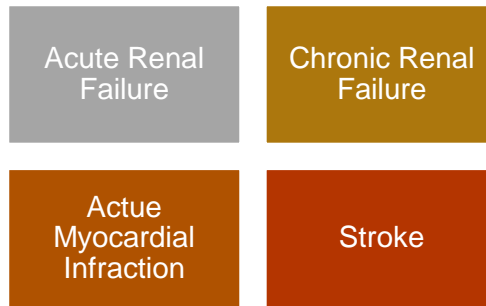 Acute Renal
Failure
Chronic Renal
Failure
Actue
Myocardial
Infraction
Stroke